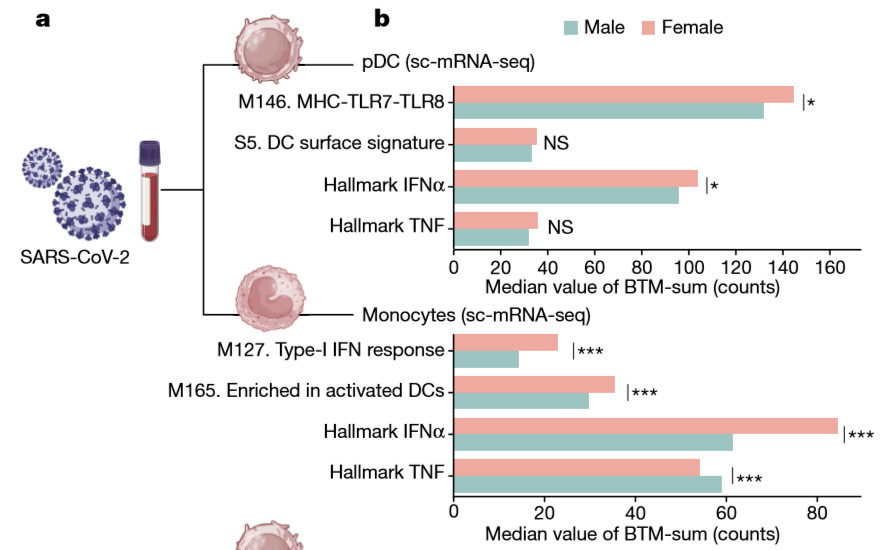 a
b
Male
Female
pDC (sc-mRNA-seq)
M146. MHC-TLR7-TLR8
*
S5. DC surface signature
NS
Hallmark IFNα
*
Hallmark TNF
NS
0 20 40 60 80 100 120 140 160
Median value of BTM-sum (counts)
SARS-CoV-2
Monocytes (sc-mRNA-seq)
M127. Type-I IFN response
***
M165. Enriched in activated DCs
***
Hallmark IFNα
***
Hallmark TNF
***
0 20 40 60 80
Median value of BTM-sum (counts)